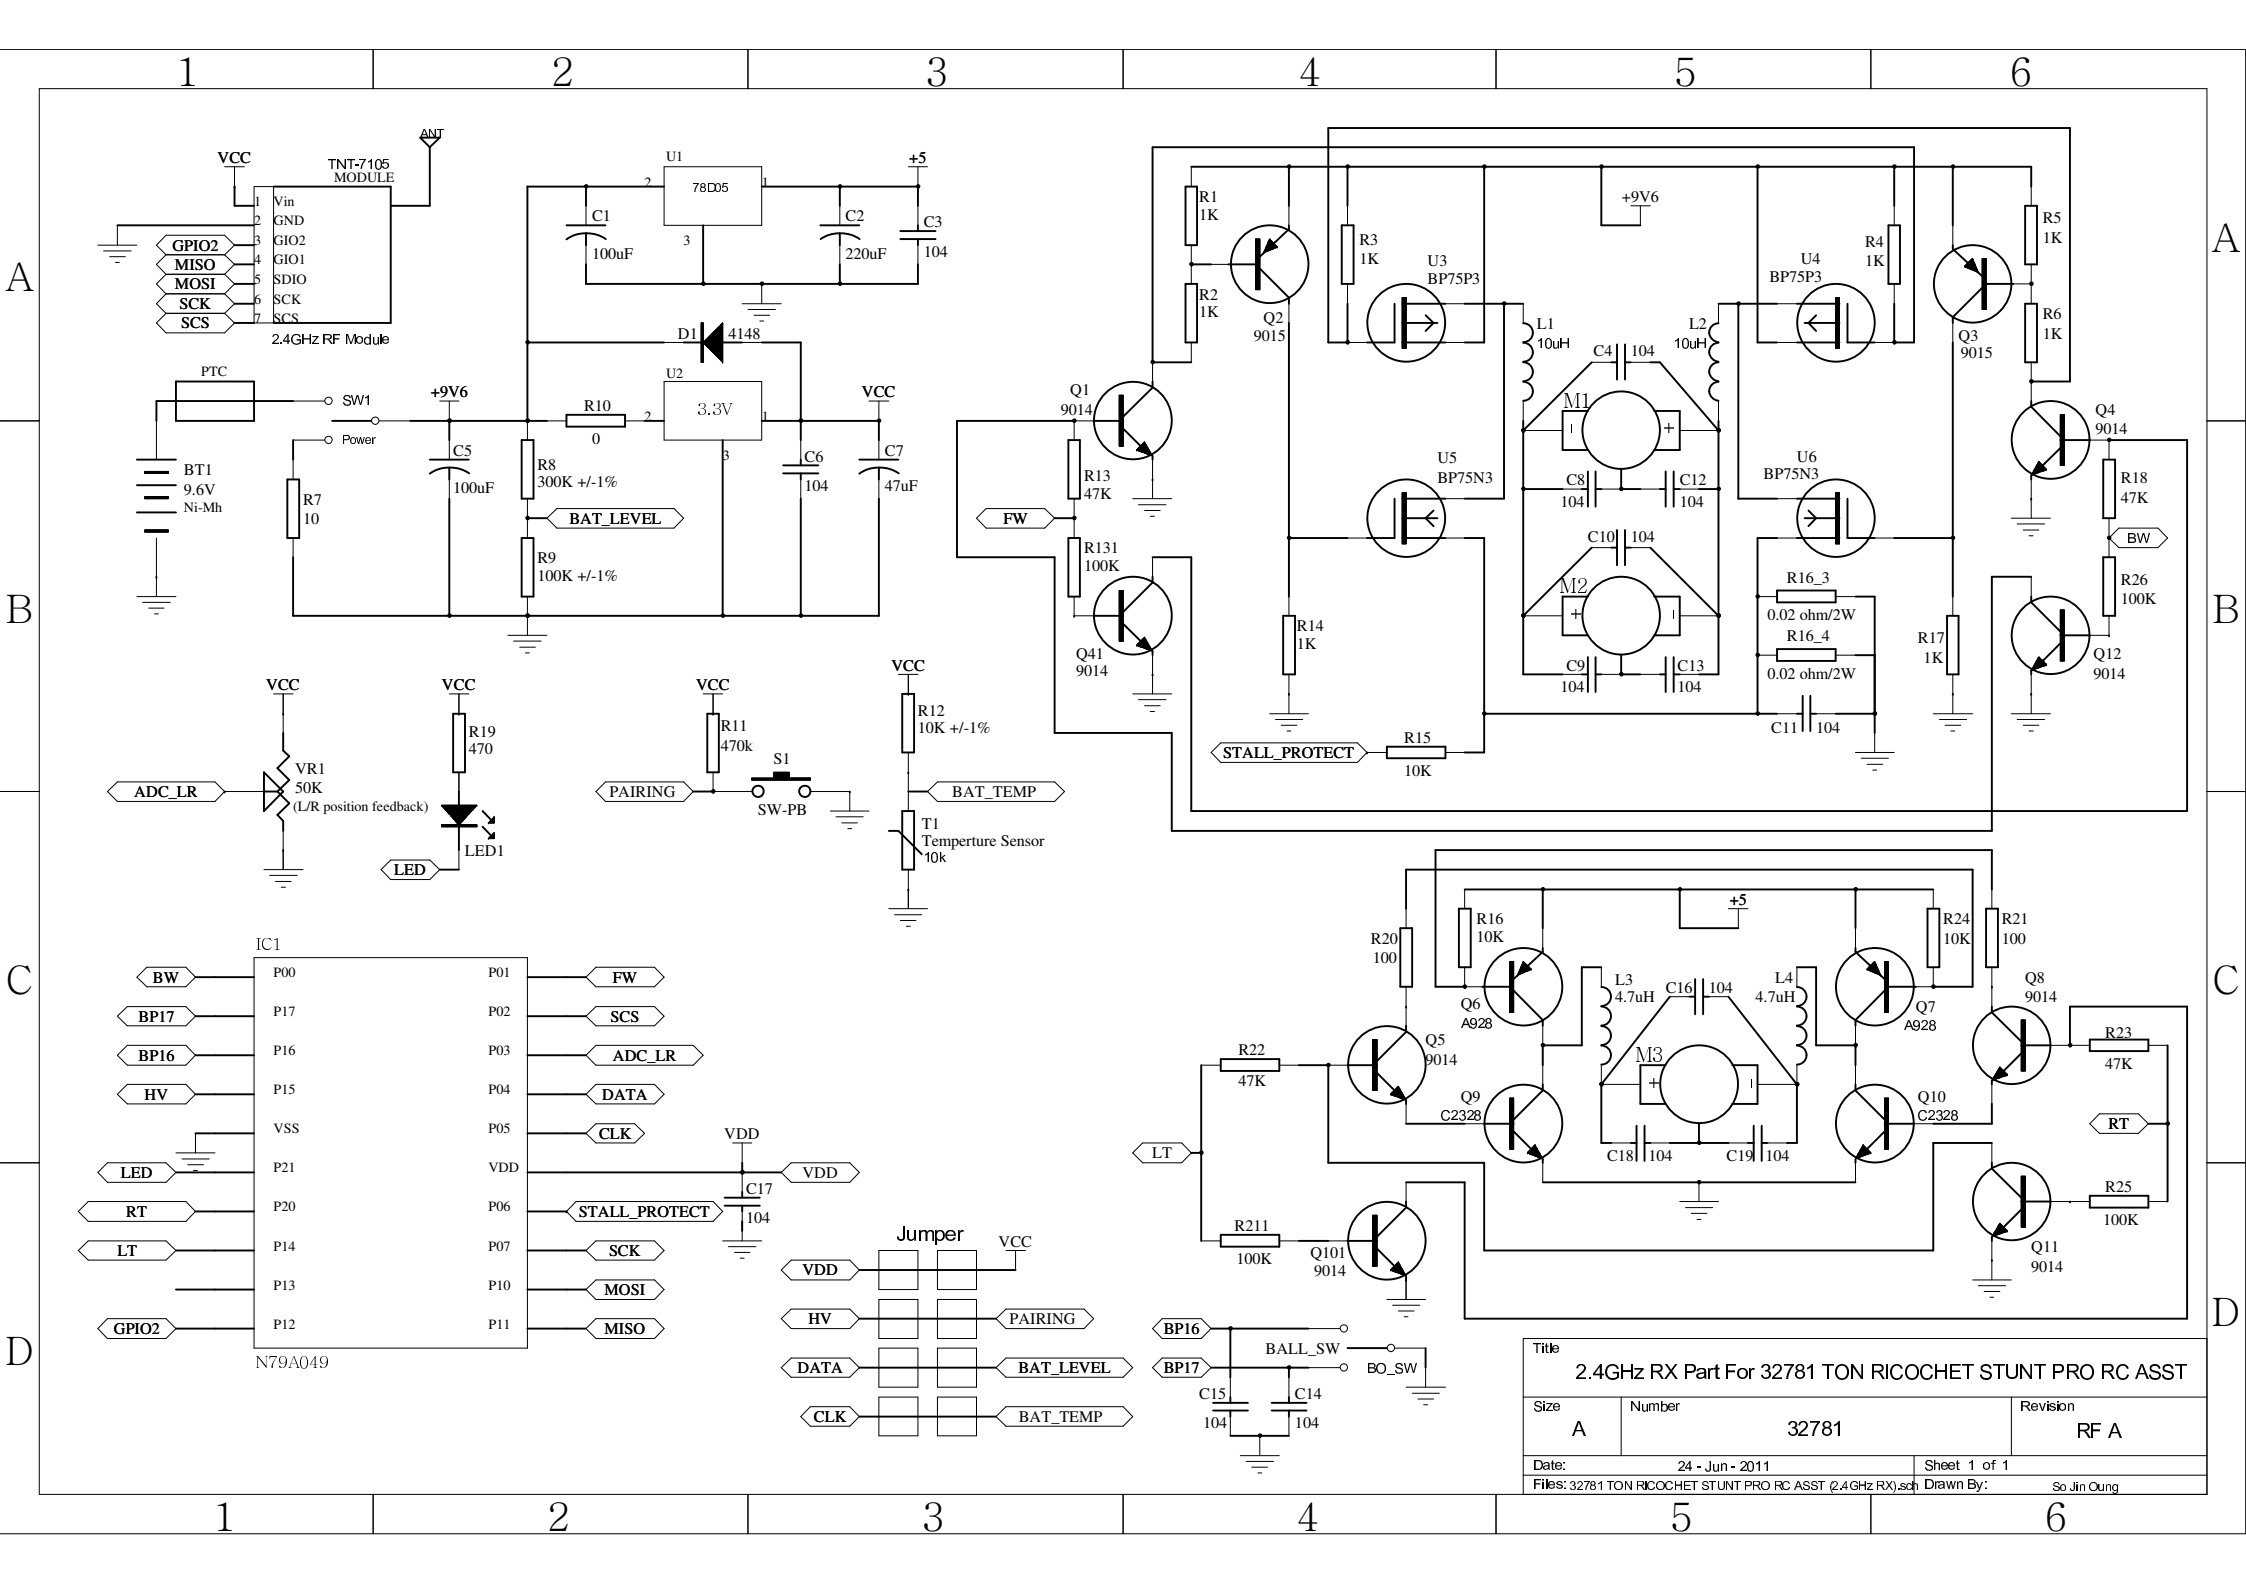 1 2 3 4 5 6
A A
B B
C C
D D
ANT
VCC
TNT-7105
MODULE
1 Vin
2 GND
GPIO2 3 GIO2
MISO 4 GIO1
MOSI 5 SDIO
SCK 6 SCK
SCS 7 SCS
2.4GHz RF Module
PTC
SW1
Power
BT1
9.6V
Ni-Mh
R7
10
U1
2 78D05 1
3
+5
C1
100uF
C2
220uF
C3
104
D1 4148
+9V6
R10
0
U2
2 3.3V 1
3
VCC
C5
100uF
R8
300K +/-1%
BAT_LEVEL
R9
100K +/-1%
C6
104
C7
47uF
VCC
ADC_LR
VR1
50K
(L/R position feedback)
VCC
R19
470
LED1
LED
VCC
R11
470k
PAIRING
S1
SW-PB
VCC
R12
10K +/-1%
BAT_TEMP
T1
Temperture Sensor
10k
R1
1K
R2
1K
Q2
9015
R3
1K
U3
BP75P3
+9V6
U4
BP75P3
R4
1K
R5
1K
R6
1K
Q3
9015
L1
10uH
L2
10uH
C4 104
M1
- +
C8
104
C12
104
C10 104
M2
+ -
C9
104
C13
104
U5
BP75N3
U6
BP75N3
Q1
9014
R13
47K
FW
R131
100K
Q41
9014
R14
1K
Q4
9014
R18
47K
BW
R26
100K
Q12
9014
R17
1K
R16_3
0.02 ohm/2W
R16_4
0.02 ohm/2W
C11 104
STALL_PROTECT
R15
10K
IC1
BW P00 P01 FW
BP17 P17 P02 SCS
BP16 P16 P03 ADC_LR
HV P15 P04 DATA
VSS P05 CLK
LED P21 VDD VDD
RT P20 P06 STALL_PROTECT
LT P14 P07 SCK
P13 P10 MOSI
GPIO2 P12 P11 MISO
N79A049
VDD
C17
104
Jumper
VDD VCC
HV PAIRING
DATA BAT_LEVEL
CLK BAT_TEMP
R20
100
R16
10K
+5
R24
10K
R21
100
Q6
A928
L3
4.7uH
C16 104
L4
4.7uH
Q7
A928
Q8
9014
Q5
9014
R22
47K
M3
+ -
R23
47K
Q9
C2328
Q10
C2328
LT
RT
C18 104
C19 104
R211
100K
Q101
9014
R25
100K
Q11
9014
BP16
BALL_SW
BP17
BO_SW
C15
104
C14
104
Title
2.4GHz RX Part For 32781 TON RICOCHET STUNT PRO RC ASST
Size Number Revision
A 32781 RF A
Date: 24 - Jun - 2011 Sheet 1 of 1
Files: 32781 TON RICOCHET STUNT PRO RC ASST (2.4GHz RX).sch Drawn By: So Jin Oung
1 2 3 4 5 6